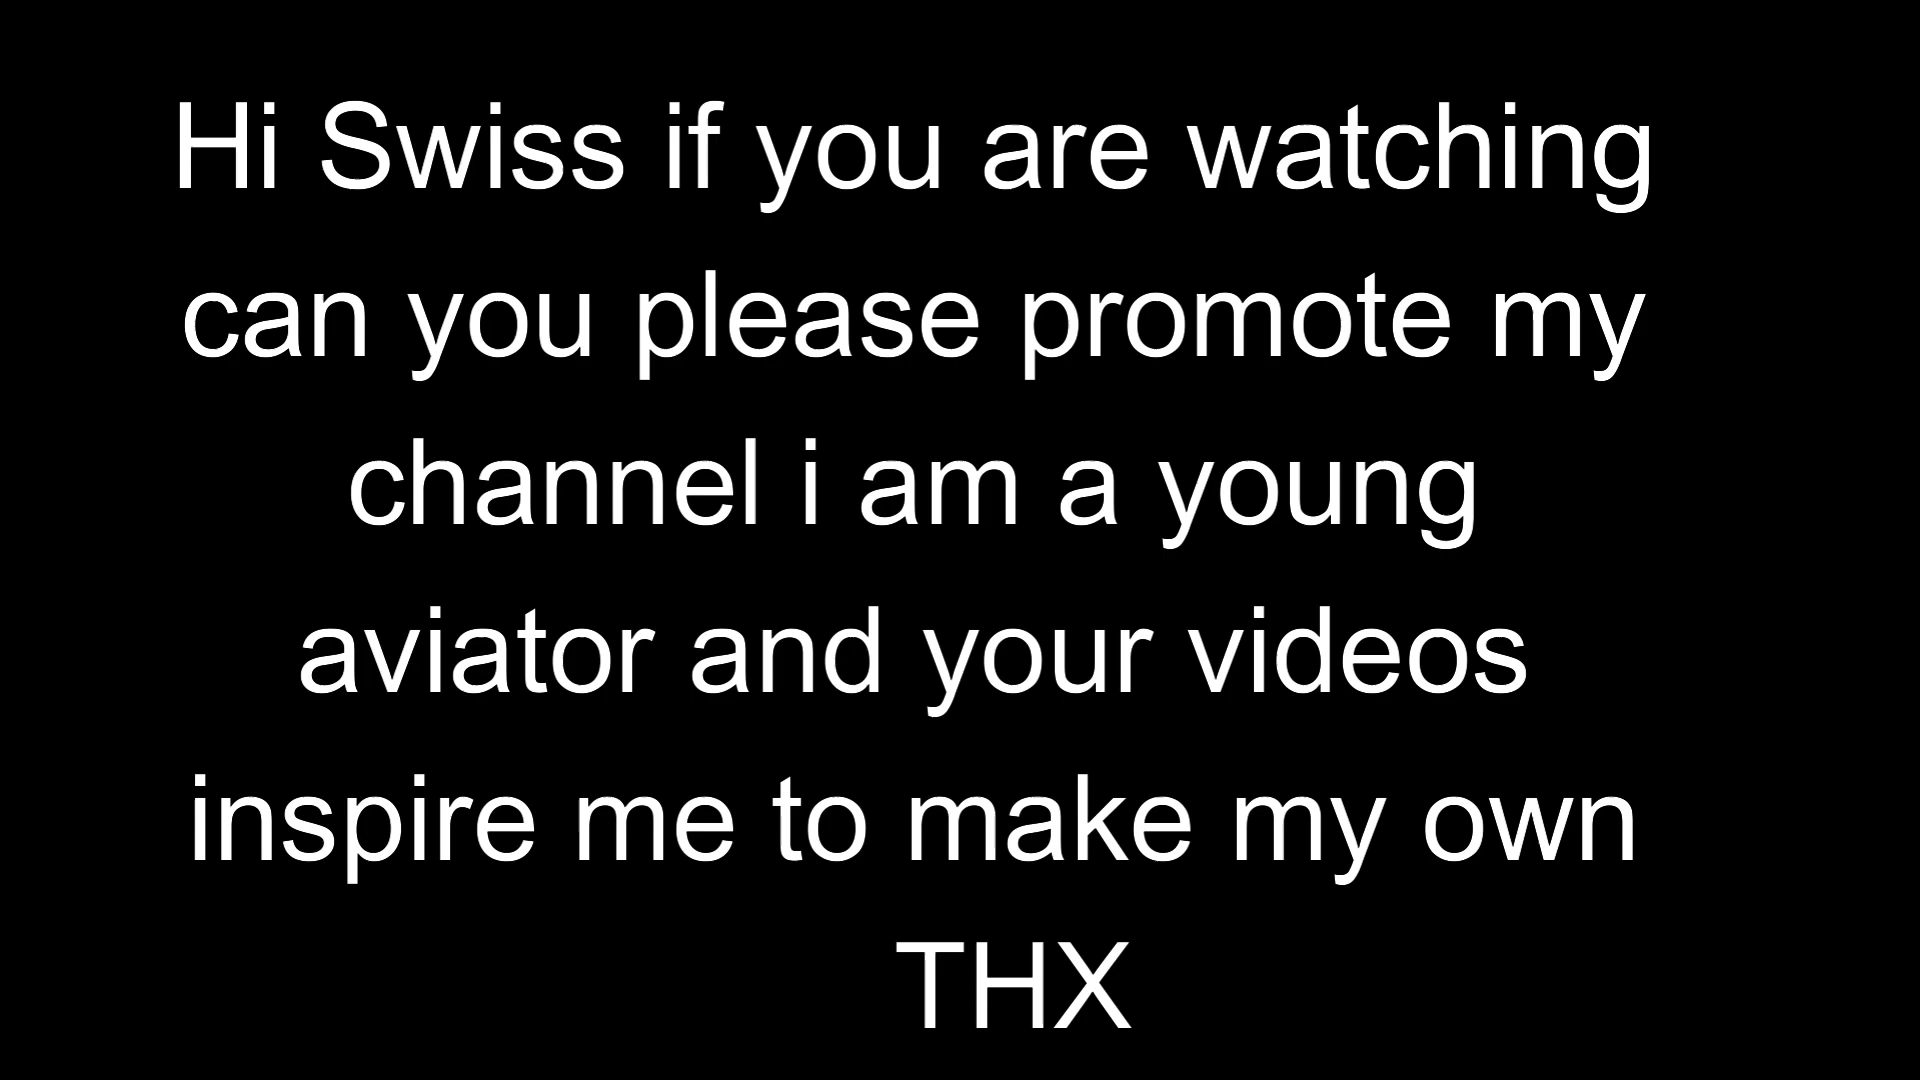 Hi Swiss if you are watching
can you please promote my
channel i am a young
aviator and your videos
inspire me to make my own
THX